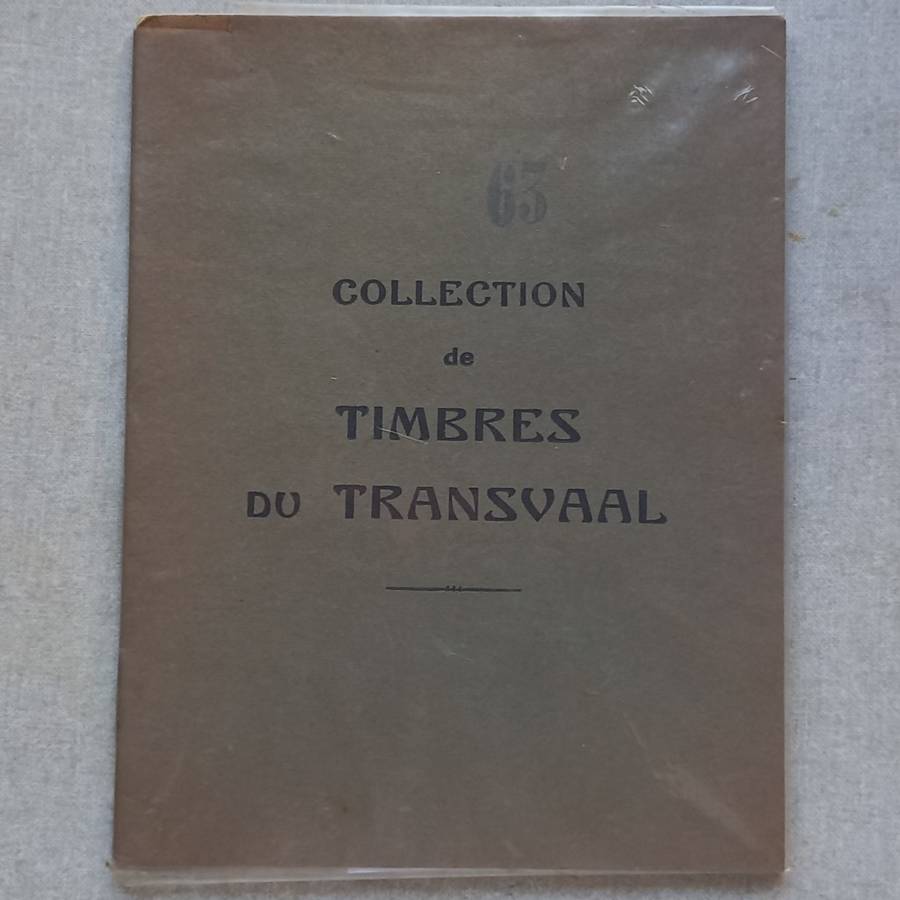 63
COLLECTION
de
TIMBRES
DU TRANSVAAL